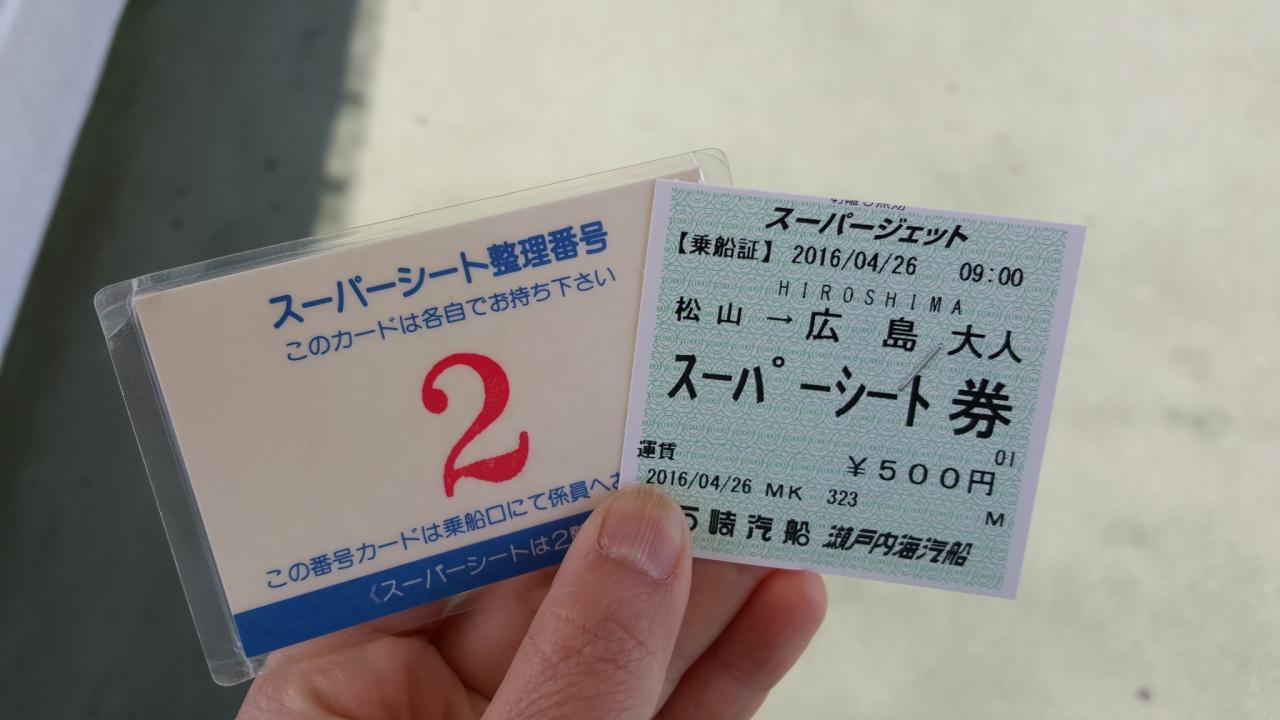 スーパーシート整理番号
このカードは各自でお持ち下さい
2
この番号カードは乗船口にて係員へ
《スーパーシートは2階
スーパージェット
【乗船証】 2016/04/26 09:00
HIROSHIMA
松山→広島 大人
スーパーシート券
01
運賃 ¥500円
2016/04/26 MK 323 M
崎汽船 瀬戸内海汽船